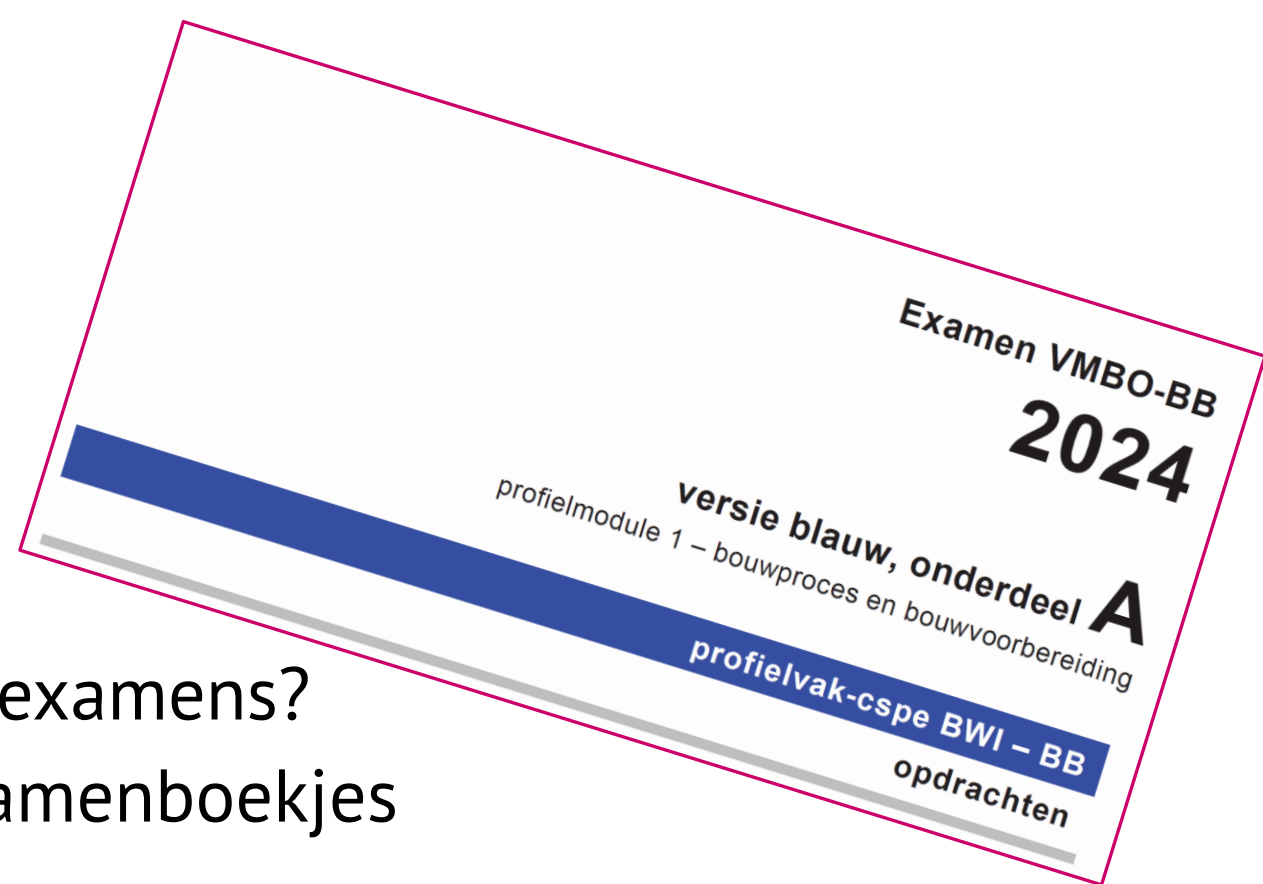 Examen VMBO-BB
2024
versie blauw, onderdeel A
profielmodule 1 – bouwproces en bouwvoorbereiding
profielvak-cspe BWI – BB
opdrachten
examens?
amenboekjes